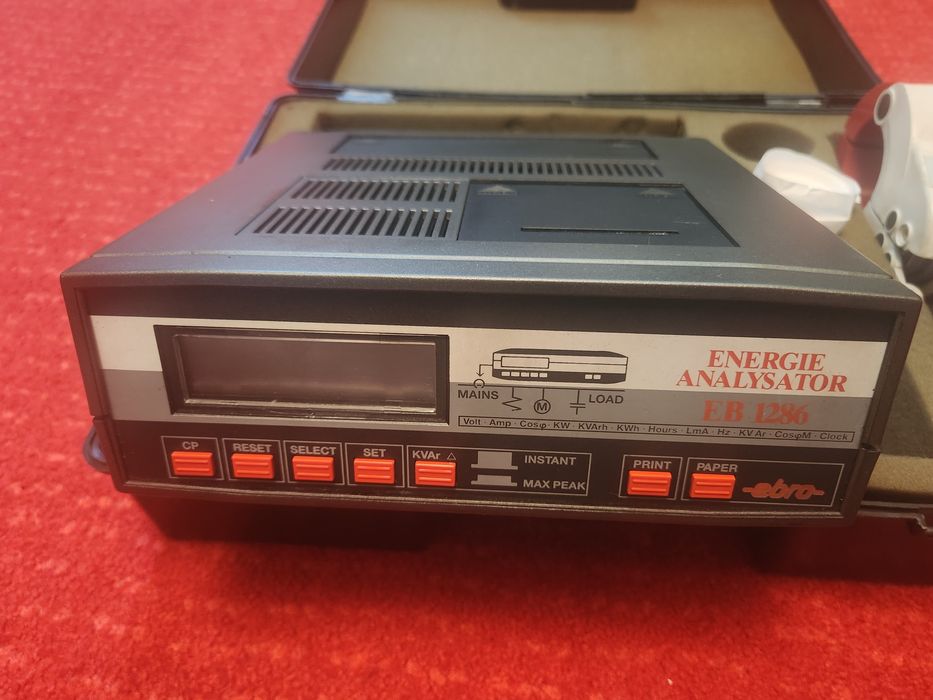 ENERGIE
ANALYSATOR
EB 1286
MAINS
M
LOAD
Volt · Amp · Cosφ · KW · KVArh · KWh · Hours · LmA · Hz · KVAr · CosφM · Clock
CP
RESET
SELECT
SET
KVAr △
INSTANT
MAX PEAK
PRINT
PAPER
ebro